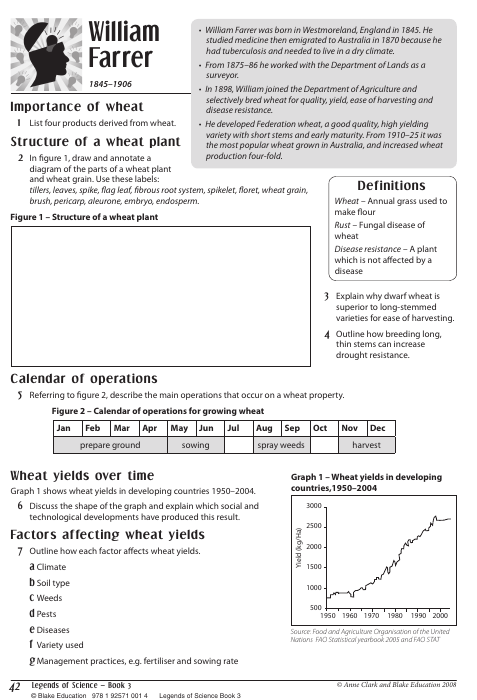 William
Farrer
1845–1906
• William Farrer was born in Westmoreland, England in 1845. He
studied medicine then emigrated to Australia in 1870 because he
had tuberculosis and needed to live in a dry climate.
• From 1875–86 he worked with the Department of Lands as a
surveyor.
• In 1898, William joined the Department of Agriculture and
selectively bred wheat for quality, yield, ease of harvesting and
disease resistance.
• He developed Federation wheat, a good quality, high yielding
variety with short stems and early maturity. From 1910–25 it was
the most popular wheat grown in Australia, and increased wheat
production four-fold.
Importance of wheat
1 List four products derived from wheat.
Structure of a wheat plant
2 In figure 1, draw and annotate a
diagram of the parts of a wheat plant
and wheat grain. Use these labels:
tillers, leaves, spike, flag leaf, fibrous root system, spikelet, floret, wheat grain,
brush, pericarp, aleurone, embryo, endosperm.
Figure 1 – Structure of a wheat plant
Definitions
Wheat – Annual grass used to
make flour
Rust – Fungal disease of
wheat
Disease resistance – A plant
which is not affected by a
disease
3 Explain why dwarf wheat is
superior to long-stemmed
varieties for ease of harvesting.
4 Outline how breeding long,
thin stems can increase
drought resistance.
Calendar of operations
5 Referring to figure 2, describe the main operations that occur on a wheat property.
Figure 2 – Calendar of operations for growing wheat
Jan Feb Mar Apr May Jun Jul Aug Sep Oct Nov Dec
prepare ground sowing spray weeds harvest
Wheat yields over time
Graph 1 shows wheat yields in developing countries 1950–2004.
6 Discuss the shape of the graph and explain which social and
technological developments have produced this result.
Factors affecting wheat yields
7 Outline how each factor affects wheat yields.
a Climate
b Soil type
c Weeds
d Pests
e Diseases
f Variety used
g Management practices, e.g. fertiliser and sowing rate
Graph 1 – Wheat yields in developing
countries,1950–2004
3000
2500
2000
1500
1000
500
Yield (kg/Ha)
1950 1960 1970 1980 1990 2000
Source: Food and Agriculture Organisation of the United
Nations FAO Statistical yearbook 2005 and FAO STAT
42 Legends of Science — Book 3
© Anne Clark and Blake Education 2008
© Blake Education 978 1 92571 001 4 Legends of Science Book 3